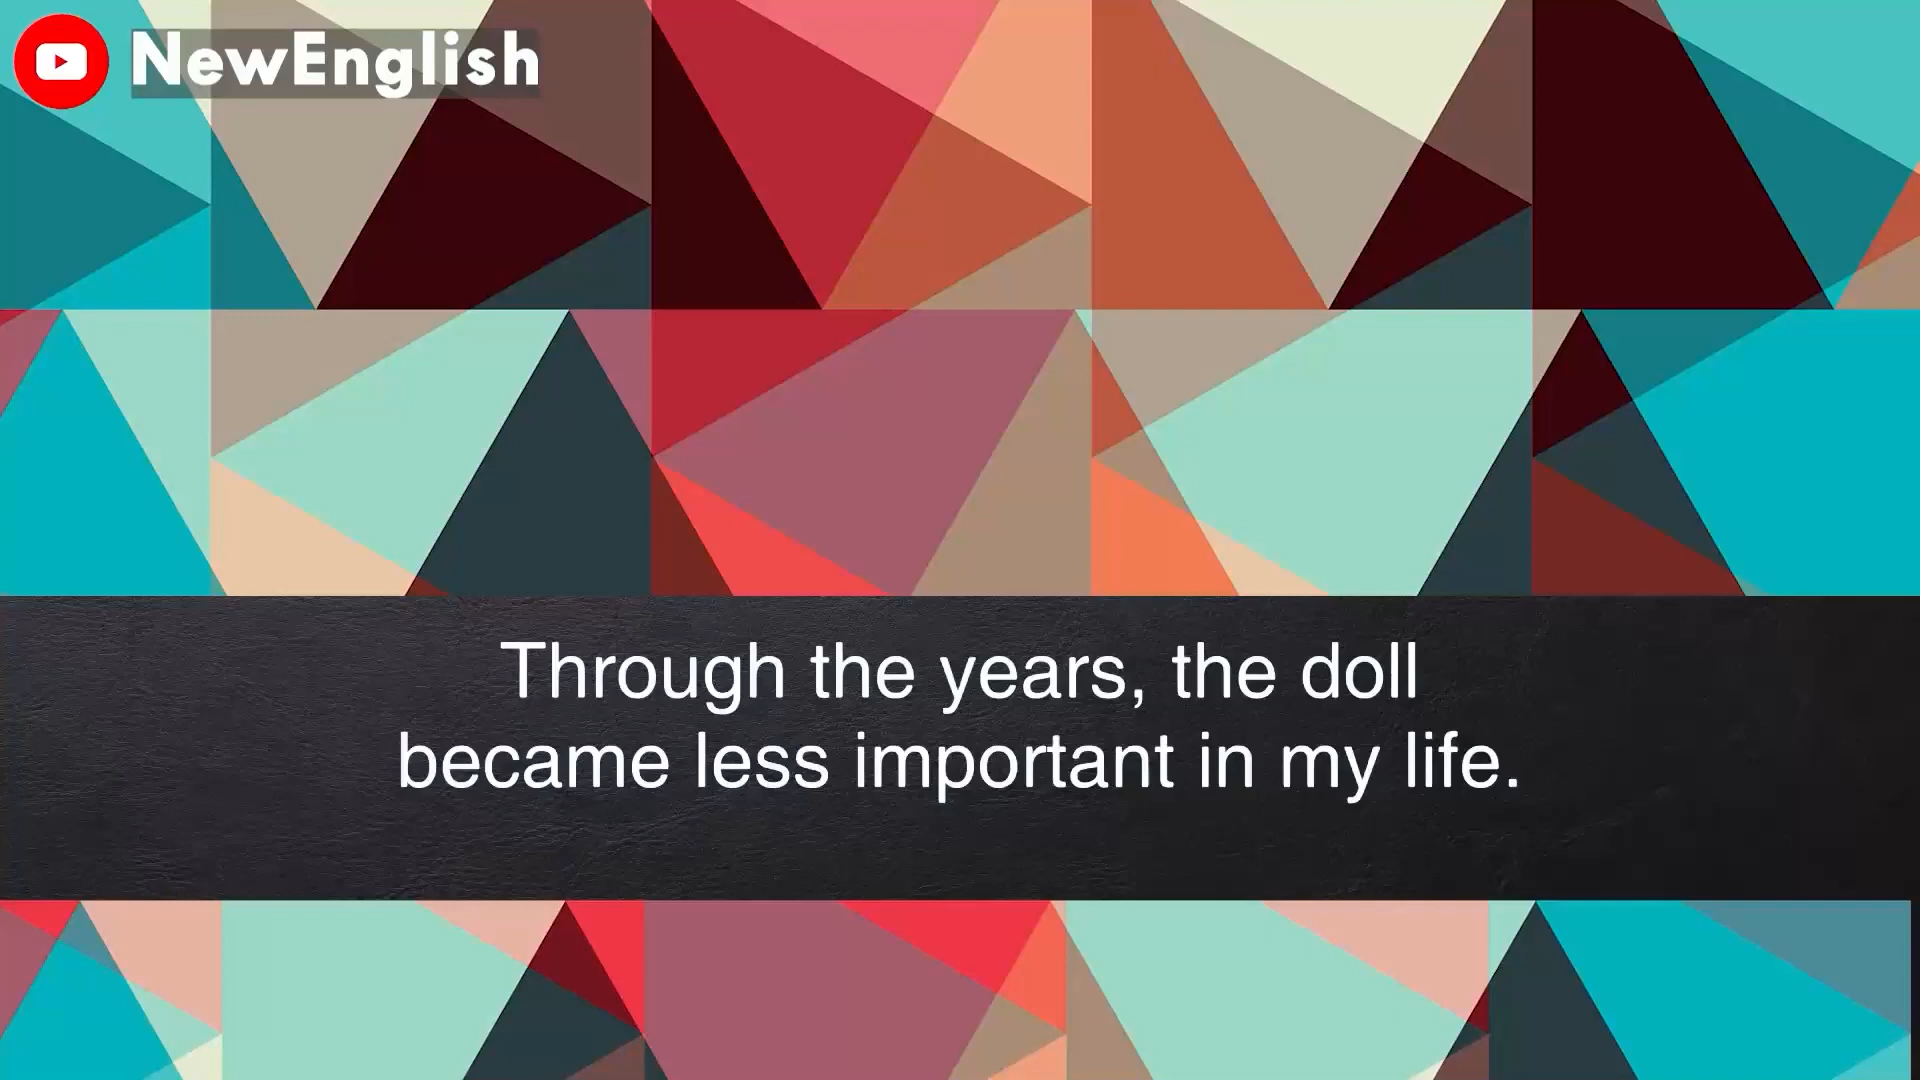 NewEnglish
Through the years, the doll
became less important in my life.